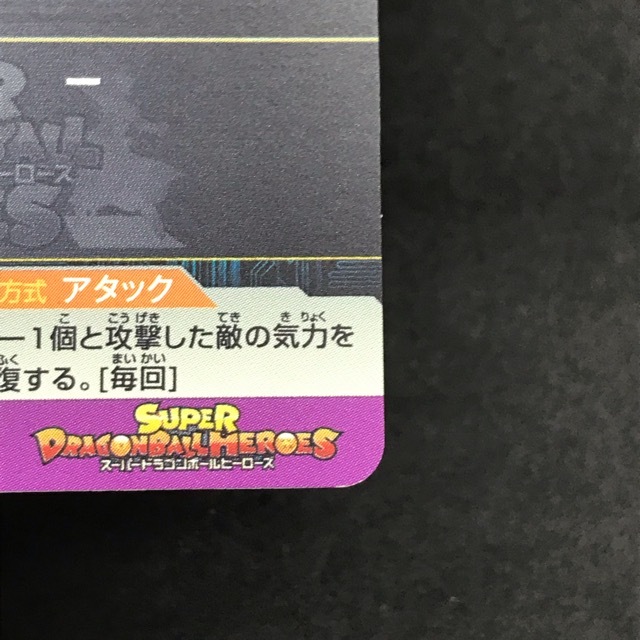 ー
方式 アタック
ー1個と攻撃した敵の気力を
復する。[毎回]
SUPER
DRAGONBALL HEROES
スーパードラゴンボールヒーローズ